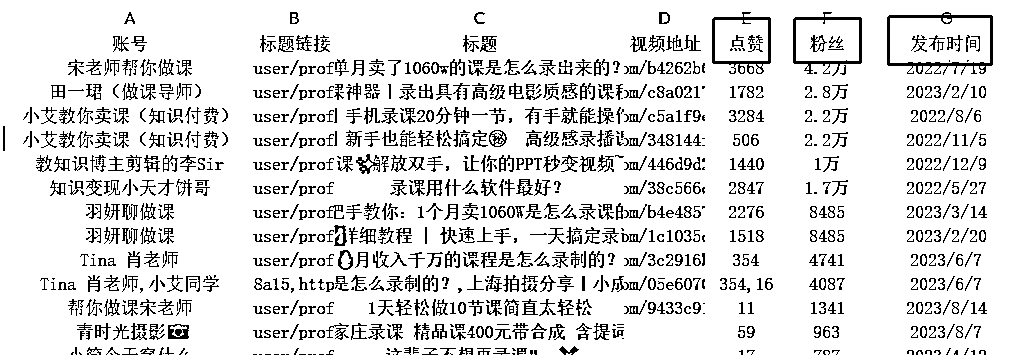 A B C D E F G
账号 标题链接 标题 视频地址 点赞 粉丝 发布时间
宋老师帮你做课 user/prof 单月卖了1060w的课是怎么录出来的? om/b4262b 3668 4.2万 2022/7/19
田一珺（做课导师） user/prof 神器丨录出具有高级电影质感的课程 om/c8a021 1782 2.8万 2023/2/10
小艾教你卖课（知识付费） user/prof 手机录课20分钟一节，有手就能操作 om/c5a1f9 3284 2.2万 2022/8/6
小艾教你卖课（知识付费） user/prof 新手也能轻松搞定㊙ 高级感录播课 om/348144 506 2.2万 2022/11/5
教知识博主剪辑的李Sir user/prof 课 解放双手，让你的PPT秒变视频~ om/446d9d 1440 1万 2022/12/9
知识变现小天才饼哥 user/prof 录课用什么软件最好？ om/38c566 2847 1.7万 2022/5/27
羽妍聊做课 user/prof 把手教你：1个月卖1060W是怎么录课的 om/b4e485 2276 8485 2023/3/14
羽妍聊做课 user/prof 详细教程 | 快速上手，一天搞定录 om/1c1035 1518 8485 2023/2/20
Tina 肖老师 user/prof 月收入千万的课程是怎么录制的？ om/3c2916 354 4741 2023/6/7
Tina 肖老师,小艾同学 8a15,http 是怎么录制的？,上海拍摄分享丨小成 om/05e607 354,16 4087 2023/6/7
帮你做课宋老师 user/prof 1天轻松做10节课简直太轻松 om/9433c9 11 1341 2023/8/14
青时光摄影📷 user/prof 家庄录课 精品课400元带合成 含提词 59 963 2023/8/7